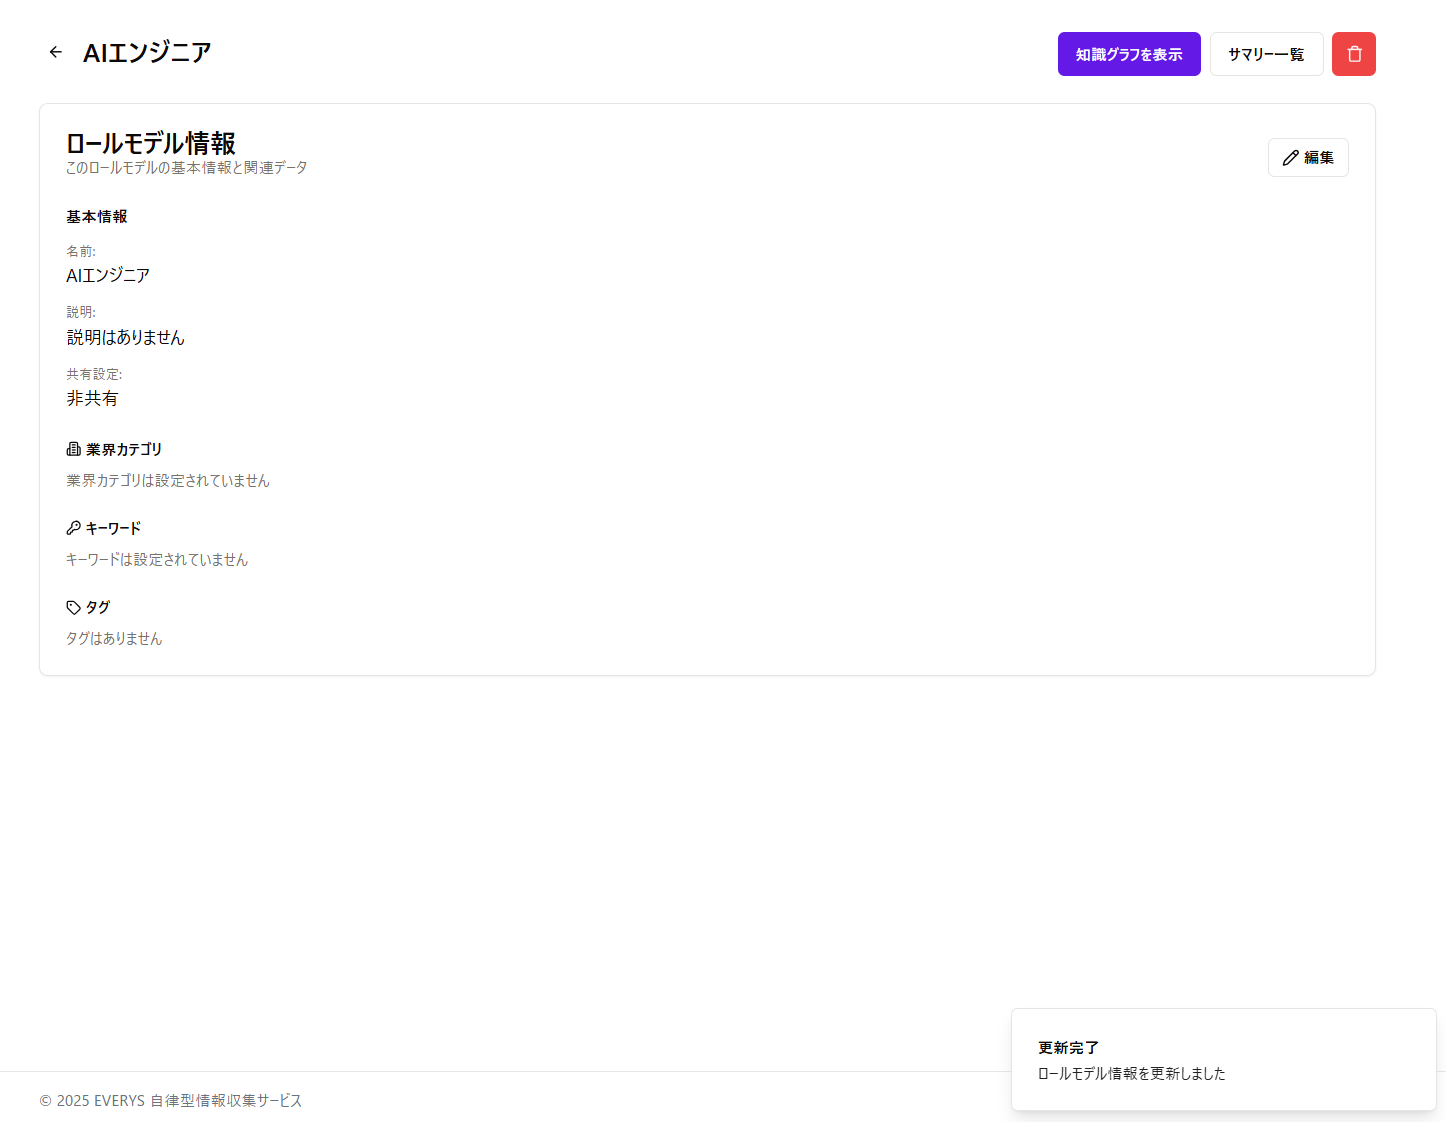 AIエンジニア
知識グラフを表示
サマリー一覧
ロールモデル情報
このロールモデルの基本情報と関連データ
編集
基本情報
名前:
AIエンジニア
説明:
説明はありません
共有設定:
非共有
業界カテゴリ
業界カテゴリは設定されていません
キーワード
キーワードは設定されていません
タグ
タグはありません
更新完了
ロールモデル情報を更新しました
© 2025 EVERYS 自律型情報収集サービス